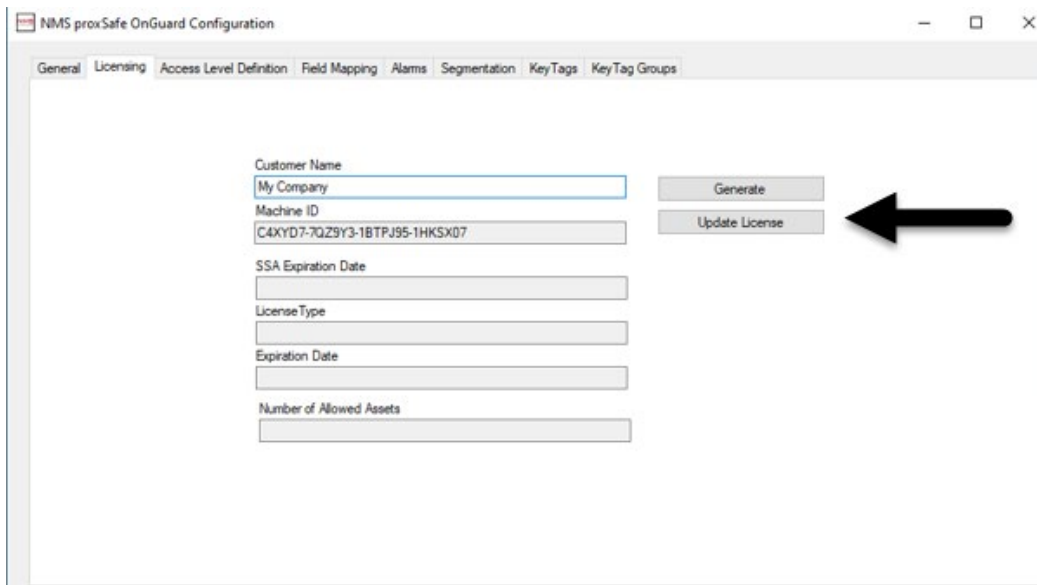 NMS proxSafe OnGuard Configuration
General Licensing Access Level Definition Field Mapping Alarms Segmentation KeyTags KeyTag Groups
Customer Name
My Company Generate
Machine ID
C4XYD7-7QZ9Y3-1BTPJ95-1HKSX07 Update License
SSA Expiration Date
LicenseType
Expiration Date
Number of Allowed Assets